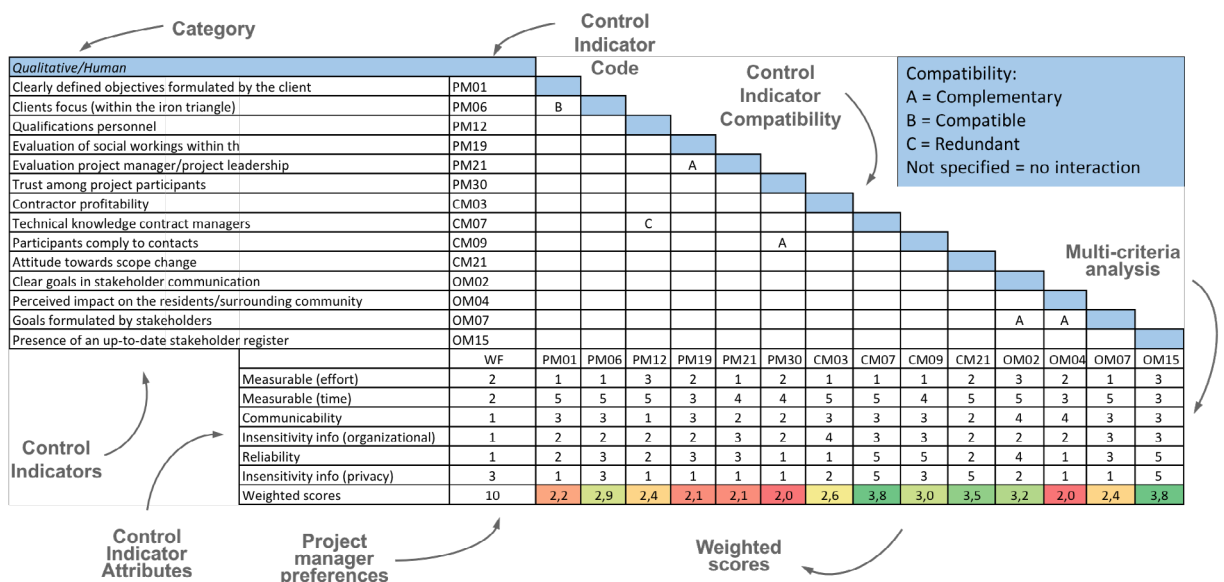 Category
Control
Indicator
Code
Control
Indicator
Compatibility
Compatibility:
A = Complementary
B = Compatible
C = Redundant
Not specified = no interaction
Qualitative/Human
Clearly defined objectives formulated by the client PM01
Clients focus (within the iron triangle) PM06 B
Qualifications personnel PM12
Evaluation of social workings within th PM19
Evaluation project manager/project leadership PM21 A
Trust among project participants PM30
Contractor profitability CM03
Technical knowledge contract managers CM07 C
Participants comply to contacts CM09 A
Attitude towards scope change CM21
Clear goals in stakeholder communication OM02
Perceived impact on the residents/surrounding community OM04
Goals formulated by stakeholders OM07 A A
Presence of an up-to-date stakeholder register OM15
Multi-criteria
analysis
WF PM01 PM06 PM12 PM19 PM21 PM30 CM03 CM07 CM09 CM21 OM02 OM04 OM07 OM15
Measurable (effort) 2 1 1 3 2 1 2 1 1 1 2 3 2 1 3
Measurable (time) 2 5 5 5 3 4 4 5 5 4 5 5 3 5 3
Communicability 1 3 3 1 3 2 2 3 3 3 2 4 4 3 3
Insensitivity info (organizational) 1 2 2 2 2 3 2 4 3 3 2 2 2 3 3
Reliability 1 2 3 2 3 3 1 1 5 5 2 4 1 3 5
Insensitivity info (privacy) 3 1 3 1 1 1 1 2 5 3 5 2 1 1 5
Weighted scores 10 2,2 2,9 2,4 2,1 2,1 2,0 2,6 3,8 3,0 3,5 3,2 2,0 2,4 3,8
Control
Indicators
Control
Indicator
Attributes
Project
manager
preferences
Weighted
scores